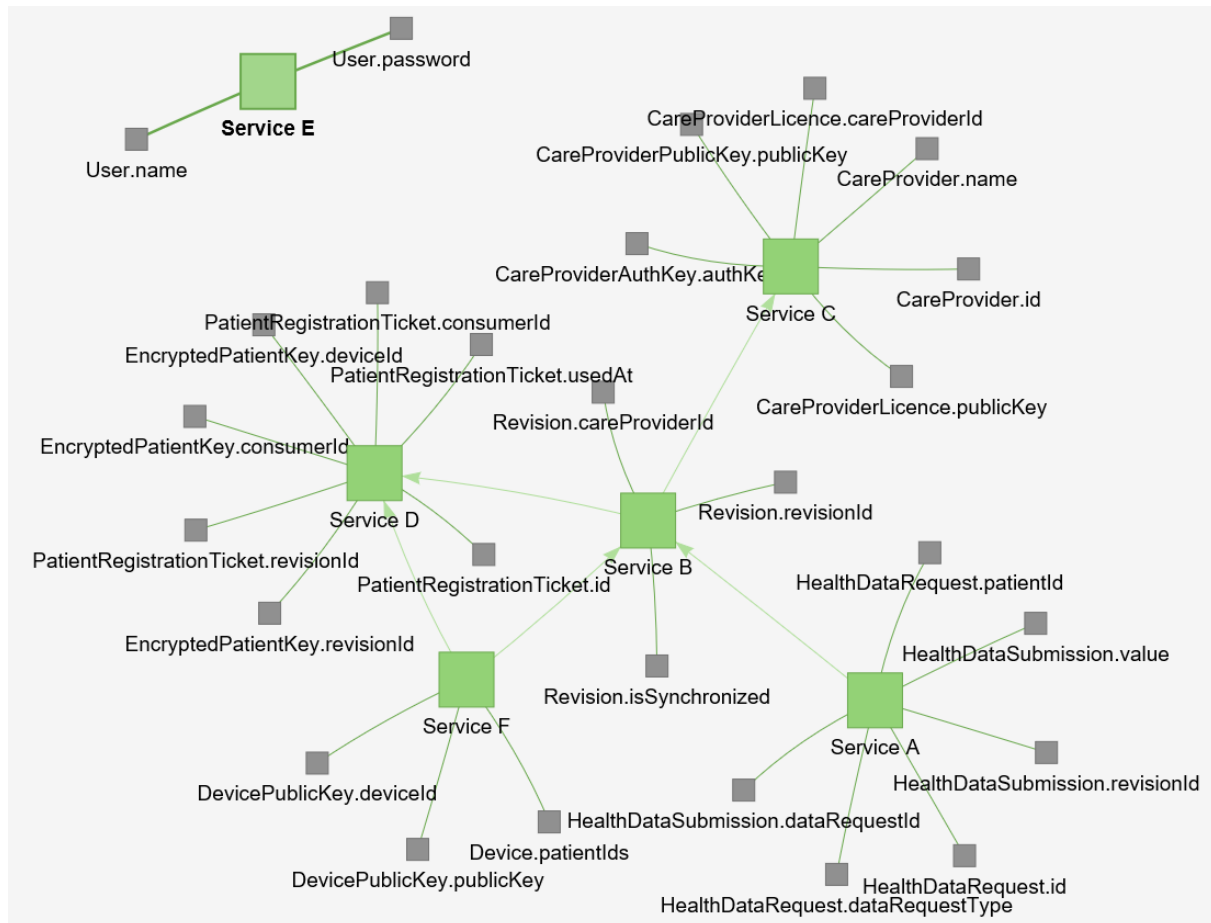 User.password
Service E
User.name
CareProviderLicence.careProviderId
CareProviderPublicKey.publicKey
CareProvider.name
CareProviderAuthKey.authKe
CareProvider.id
Service C
PatientRegistrationTicket.consumerId
EncryptedPatientKey.deviceId
PatientRegistrationTicket.usedAt
CareProviderLicence.publicKey
Revision.careProviderId
EncryptedPatientKey.consumerId
Service D
Revision.revisionId
PatientRegistrationTicket.revisionId
Service B
PatientRegistrationTicket.id
HealthDataRequest.patientId
EncryptedPatientKey.revisionId
HealthDataSubmission.value
Revision.isSynchronized
Service F
Service A
HealthDataSubmission.revisionId
DevicePublicKey.deviceId
HealthDataSubmission.dataRequestId
Device.patientIds
DevicePublicKey.publicKey
HealthDataRequest.id
HealthDataRequest.dataRequestType